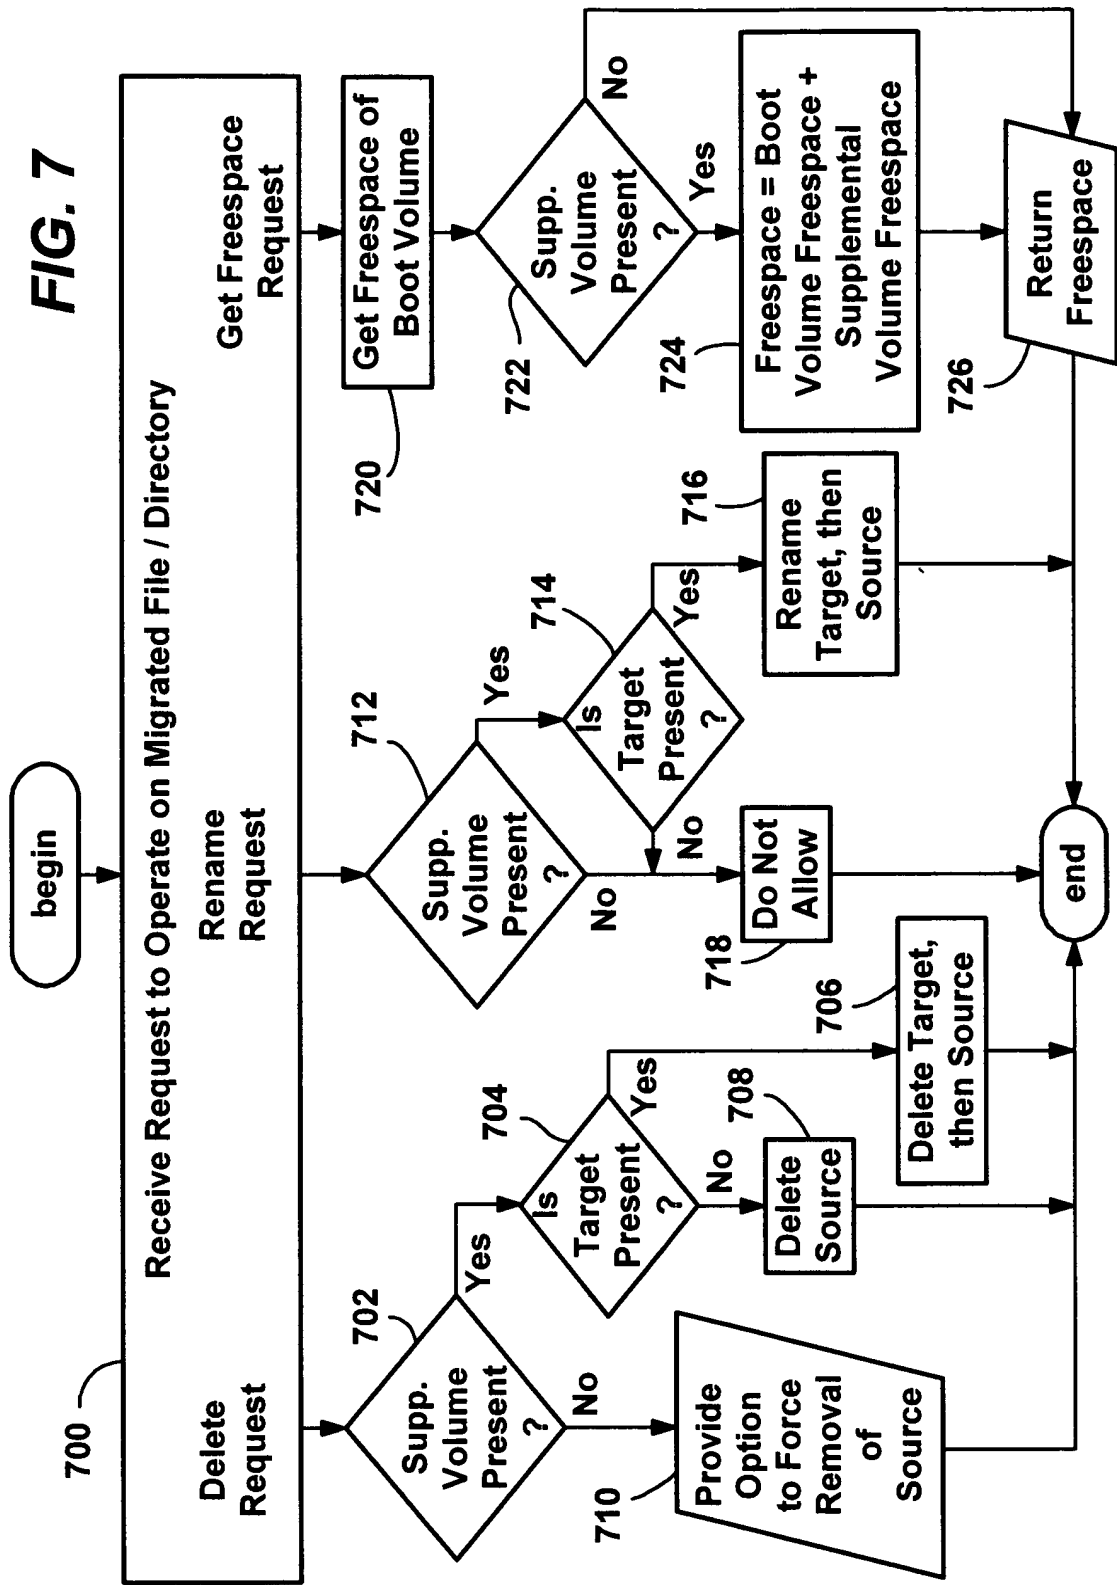 FIG. 7
begin
700
Receive Request to Operate on Migrated File / Directory
Delete
Request
Rename
Request
Get Freespace
Request
702
Supp.
Volume
Present
?
Yes
No
704
Is
Target
Present
?
Yes
No
706
Delete Target,
then Source
708
Delete
Source
710
Provide
Option
to Force
Removal
of
Source
712
Supp.
Volume
Present
?
Yes
No
714
Is
Target
Present
?
Yes
No
716
Rename
Target, then
Source
718
Do Not
Allow
720
Get Freespace of
Boot Volume
722
Supp.
Volume
Present
?
No
Yes
724
Freespace = Boot
Volume Freespace +
Supplemental
Volume Freespace
726
Return
Freespace
end